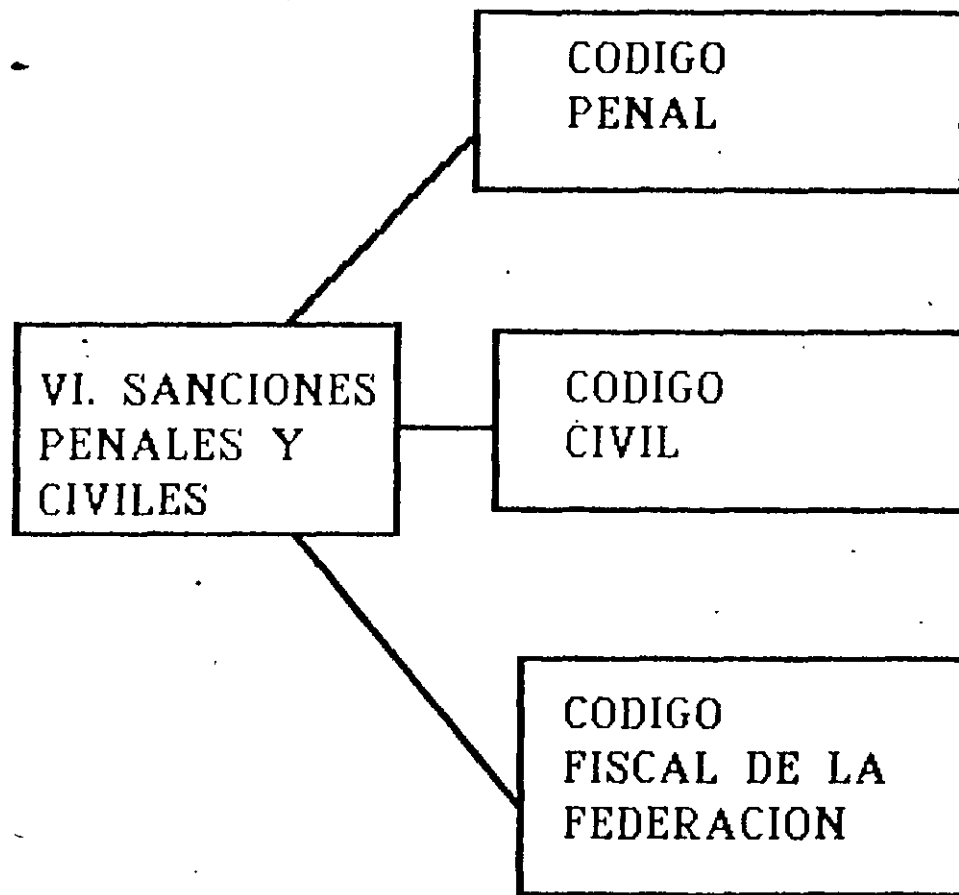 CODIGO
PENAL
VI. SANCIONES
PENALES Y
CIVILES
CODIGO
CIVIL
CODIGO
FISCAL DE LA
FEDERACION